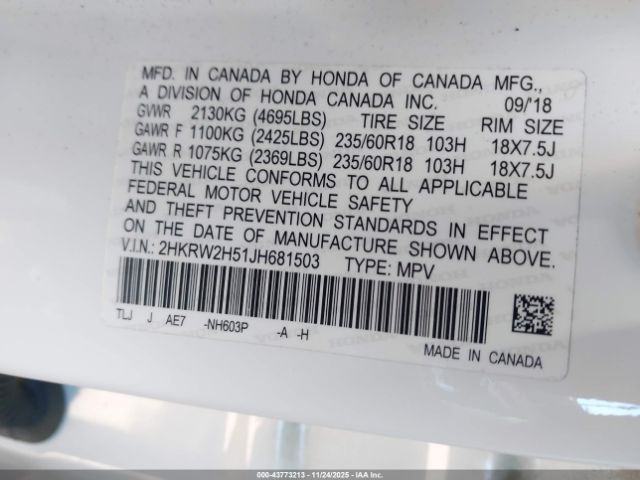 MFD. IN CANADA BY HONDA OF CANADA MFG.,
A DIVISION OF HONDA CANADA INC. 09/'18
GVWR 2130KG (4695LBS) TIRE SIZE RIM SIZE
GAWR F 1100KG (2425LBS) 235/60R18 103H 18X7.5J
GAWR R 1075KG (2369LBS) 235/60R18 103H 18X7.5J
THIS VEHICLE CONFORMS TO ALL APPLICABLE
FEDERAL MOTOR VEHICLE SAFETY
AND THEFT PREVENTION STANDARDS IN EFFECT
ON THE DATE OF MANUFACTURE SHOWN ABOVE.
V.I.N.: 2HKRW2H51JH681503 TYPE: MPV
TLJ J AE7 -NH603P -A -H
MADE IN CANADA
000-43773213 - 11/24/2025 - IAAI.COM